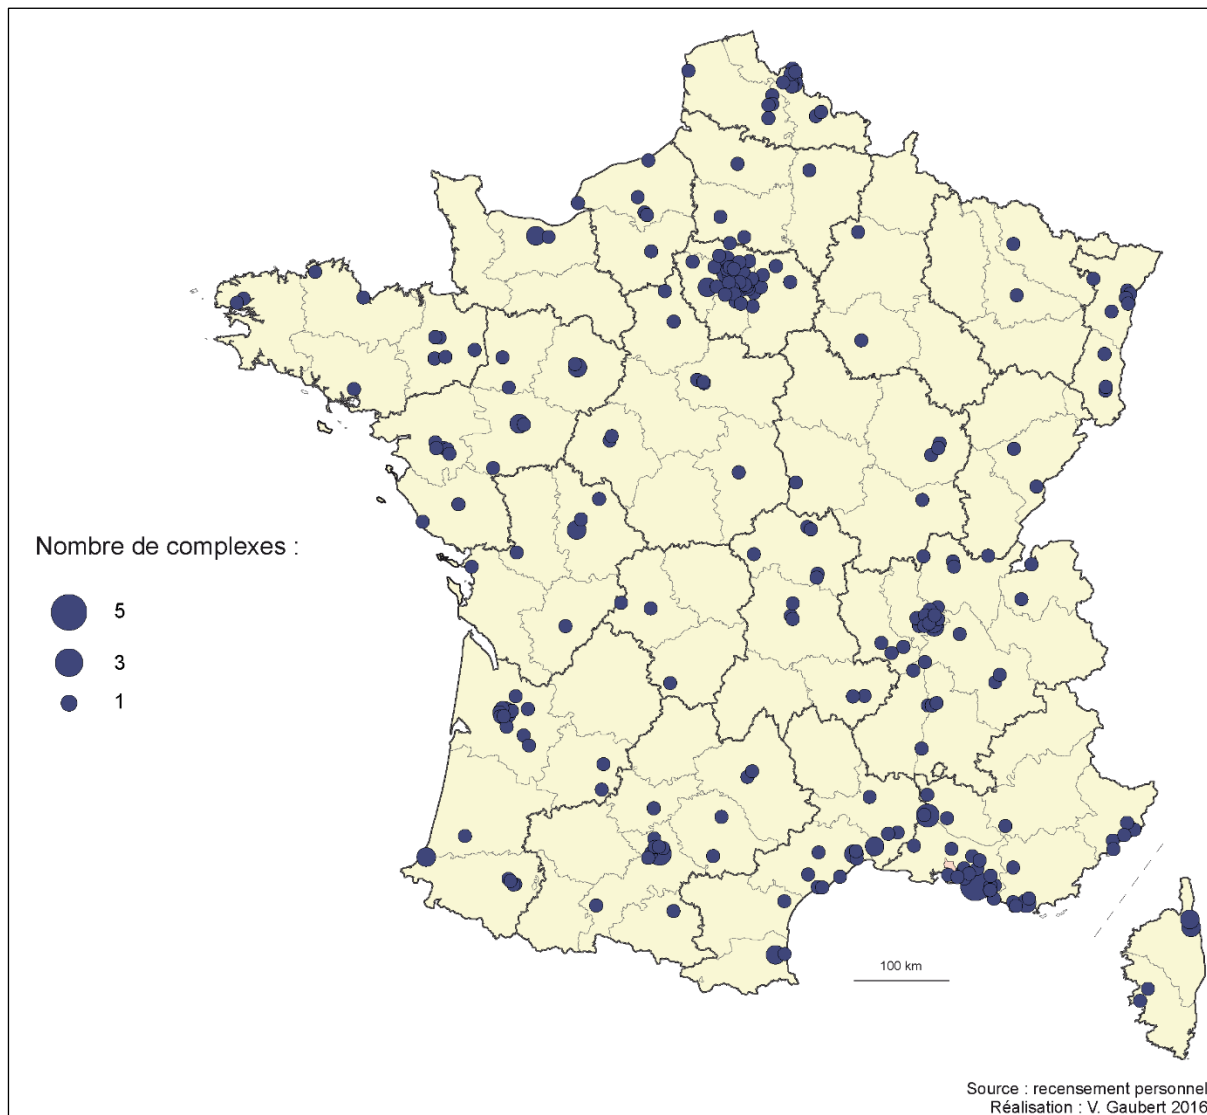 Nombre de complexes :
5
3
1
100 km
Source : recensement personnel
Réalisation : V. Gaubert 2016